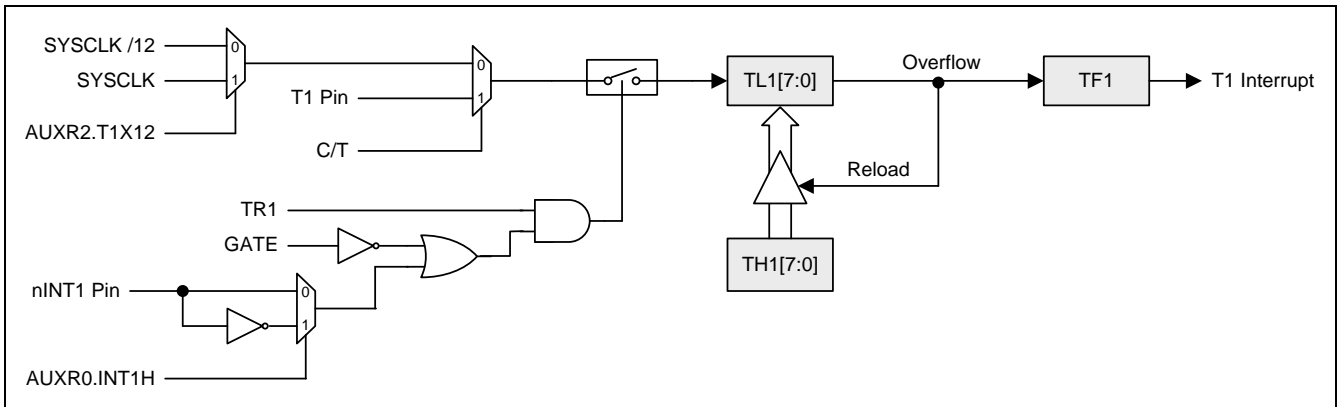 SYSCLK /12
0
SYSCLK
1
AUXR2.T1X12
0
T1 Pin
1
C/T
TL1[7:0]
Overflow
TF1
T1 Interrupt
Reload
TR1
GATE
TH1[7:0]
nINT1 Pin
0
1
AUXR0.INT1H